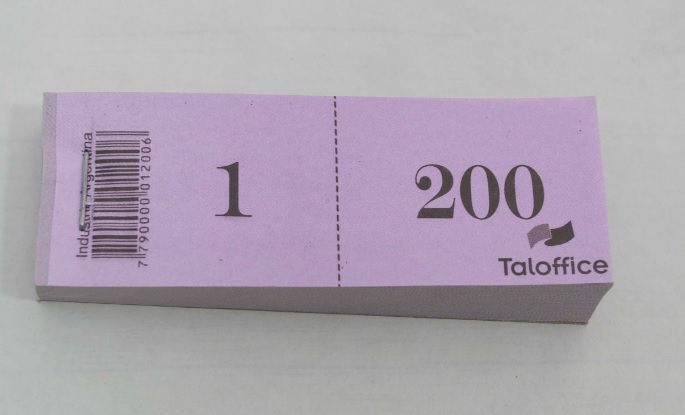 Industria Argentina
7 790000 012006
1
200
Taloffice